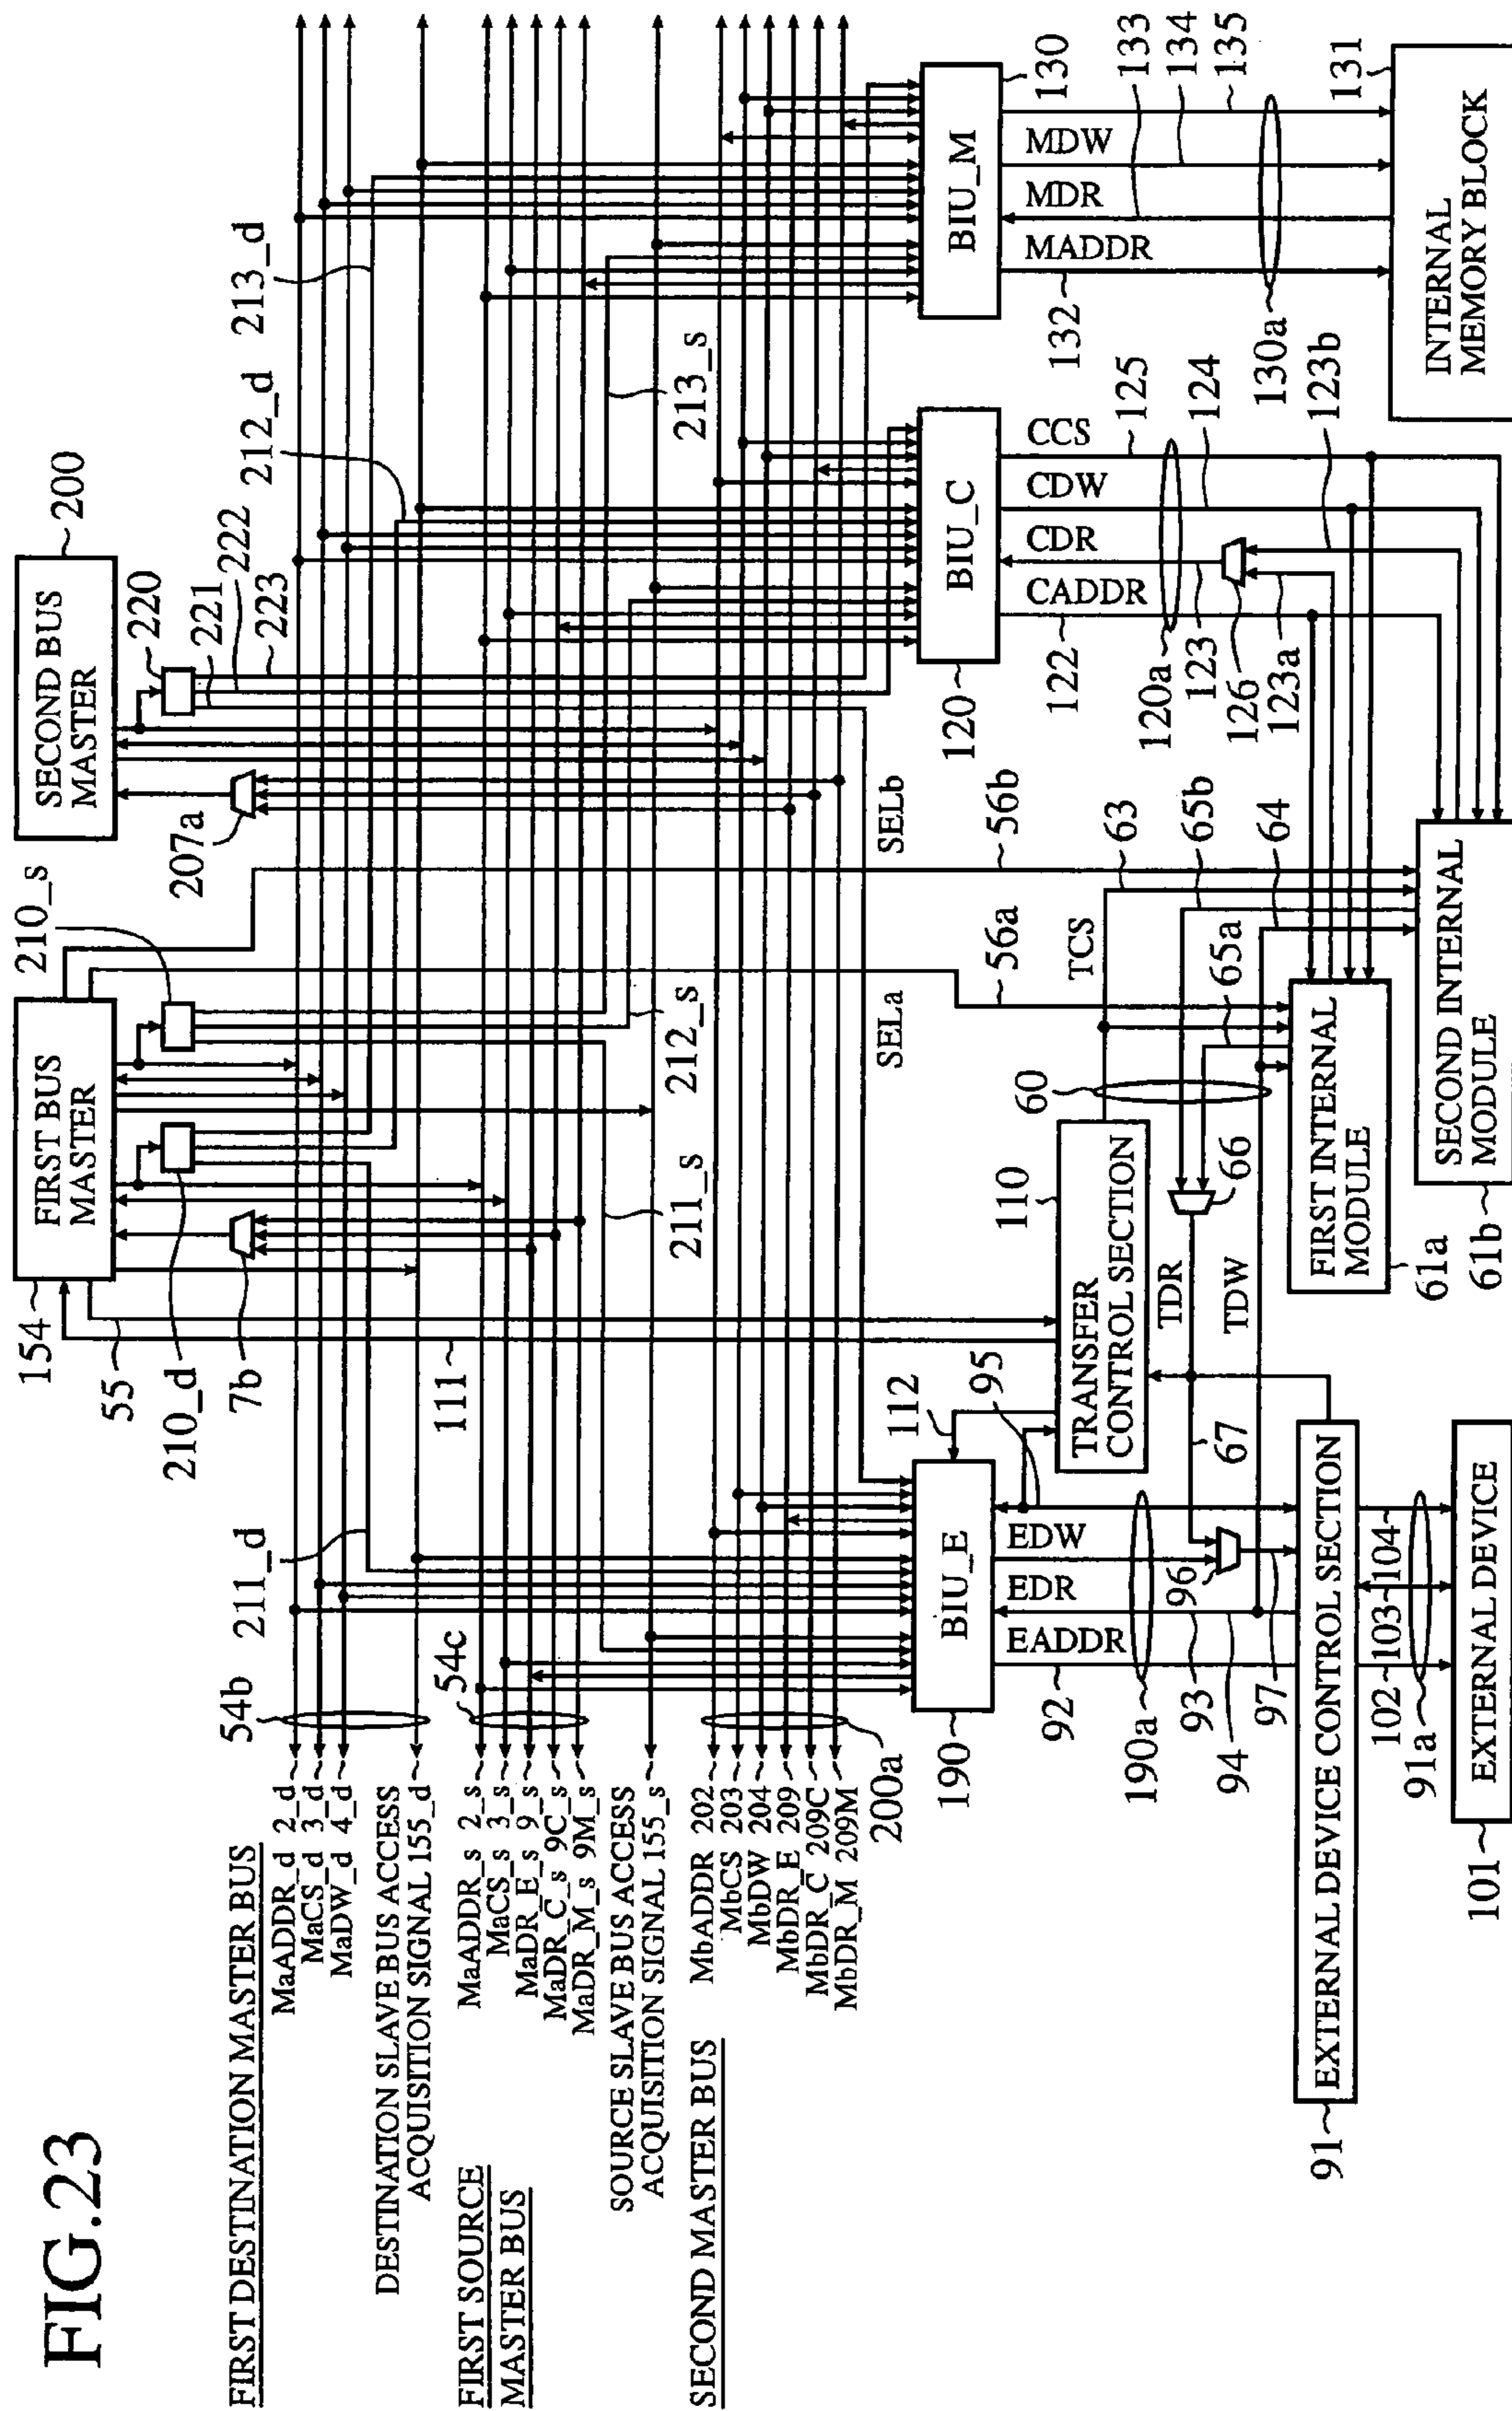 FIG.23
FIRST DESTINATION MASTER BUS
MaADDR_d 2_d
MaCS_d 3_d
MaDW_d 4_d
DESTINATION SLAVE BUS ACCESS
ACQUISITION SIGNAL 155_d
FIRST SOURCE
MASTER BUS
MaADDR_s 2_s
MaCS_s 3_s
MaDR_E_s 9_s
MaDR_C_s 9C_s
MaDR_M_s 9M_s
SOURCE SLAVE BUS ACCESS
ACQUISITION SIGNAL 155_s
SECOND MASTER BUS
MbADDR 202
MbCS 203
MbDW 204
MbDR_E 209
MbDR_C 209C
MbDR_M 209M
54b
54c
200a
154
FIRST BUS
MASTER
55
210_d
7b
111
210_s
211_d
211_s
212_s
SECOND BUS
MASTER
200
207a
220
221
222
223
212_d
213_d
213_s
SELa
SELb
56a
56b
190
BIU_E
112
95
EDW
EDR
EADDR
92
190a
93
94
96
97
67
110
TRANSFER
CONTROL SECTION
60
TCS
63
65b
64
65a
66
TDR
TDW
120
BIU_C
CCS
CDW
CDR
CADDR
122
120a
123
126
123a
125
124
123b
BIU_M
130
MDW
MDR
MADDR
132
133
134
135
130a
131
INTERNAL
MEMORY BLOCK
FIRST INTERNAL
MODULE
61a
SECOND INTERNAL
MODULE
61b
91
EXTERNAL DEVICE CONTROL SECTION
102
103
104
91a
101
EXTERNAL DEVICE